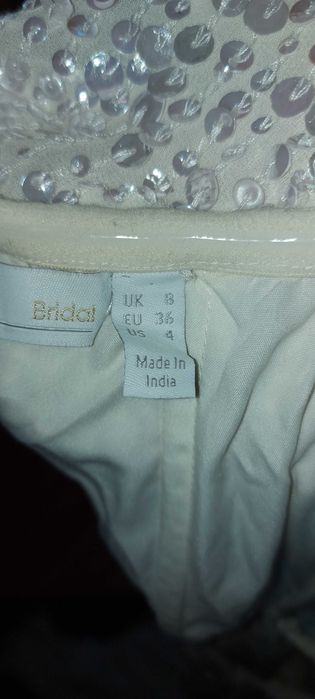 Bridal
UK 8
EU 36
US 4
Made In
India